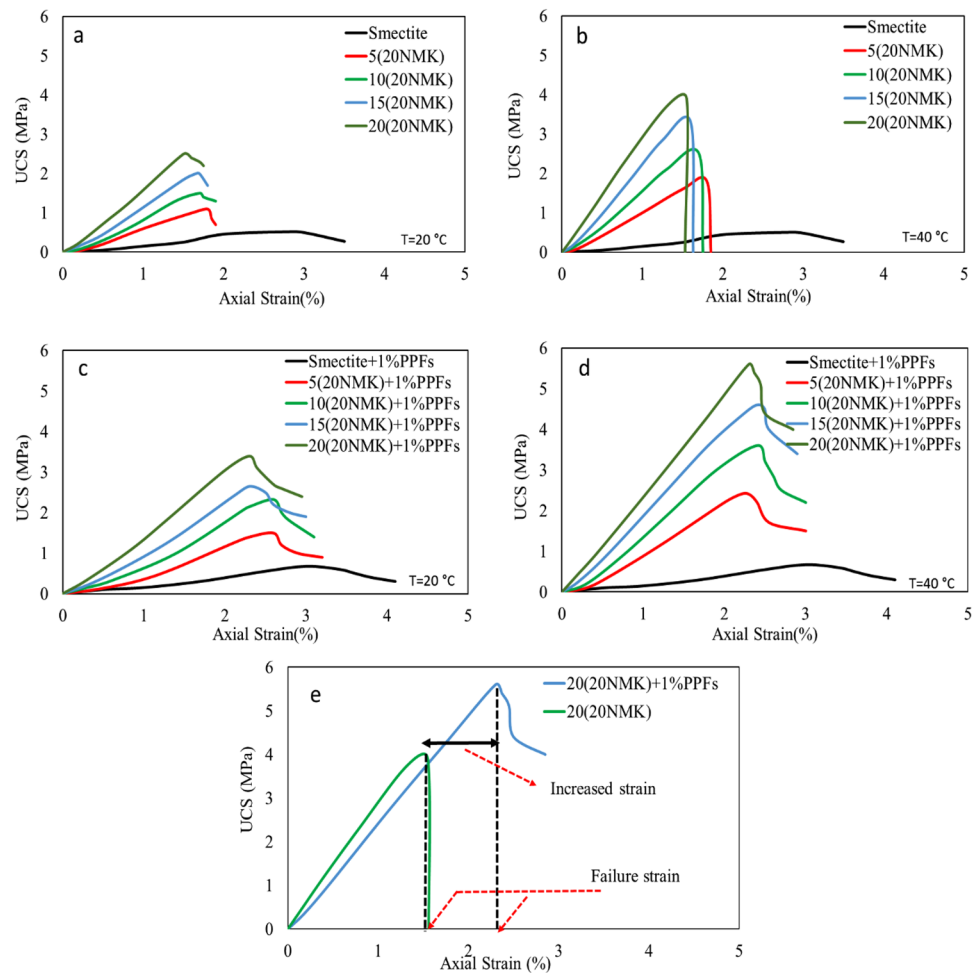 a
Smectite
5(20NMK)
10(20NMK)
15(20NMK)
20(20NMK)
UCS (MPa)
6
5
4
3
2
1
0
T=20 °C
0 1 2 3 4 5
Axial Strain(%)
b
Smectite
5(20NMK)
10(20NMK)
15(20NMK)
20(20NMK)
UCS (MPa)
6
5
4
3
2
1
0
T=40 °C
0 1 2 3 4 5
Axial Strain(%)
c
Smectite+1%PPFs
5(20NMK)+1%PPFs
10(20NMK)+1%PPFs
15(20NMK)+1%PPFs
20(20NMK)+1%PPFs
UCS (MPa)
6
5
4
3
2
1
0
T=20 °C
0 1 2 3 4 5
Axial Strain(%)
d
Smectite+1%PPFs
5(20NMK)+1%PPFs
10(20NMK)+1%PPFs
15(20NMK)+1%PPFs
20(20NMK)+1%PPFs
UCS (MPa)
6
5
4
3
2
1
0
T=40 °C
0 1 2 3 4 5
Axial Strain(%)
e
20(20NMK)+1%PPFs
20(20NMK)
UCS (MPa)
6
5
4
3
2
1
0
Increased strain
Failure strain
0 1 2 3 4 5
Axial Strain (%)